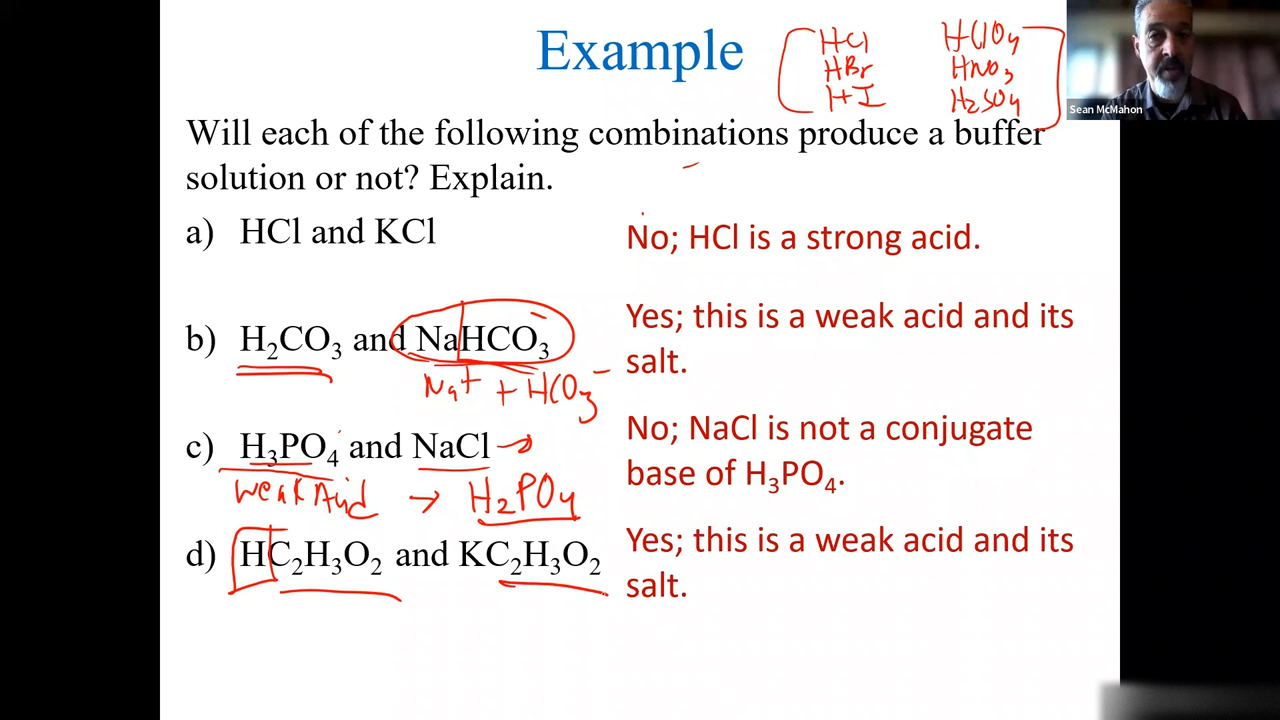 Example
HCl HClO4
HBr HNO3
HI H2SO4
Sean McMahon
Will each of the following combinations produce a buffer
solution or not? Explain.
a) HCl and KCl
No; HCl is a strong acid.
b) H₂CO₃ and NaHCO₃
Yes; this is a weak acid and its
salt.
Na+ + HCO3-
c) H₃PO₄ and NaCl →
No; NaCl is not a conjugate
base of H₃PO₄.
weak Acid → H2PO4
d) HC₂H₃O₂ and KC₂H₃O₂
Yes; this is a weak acid and its
salt.